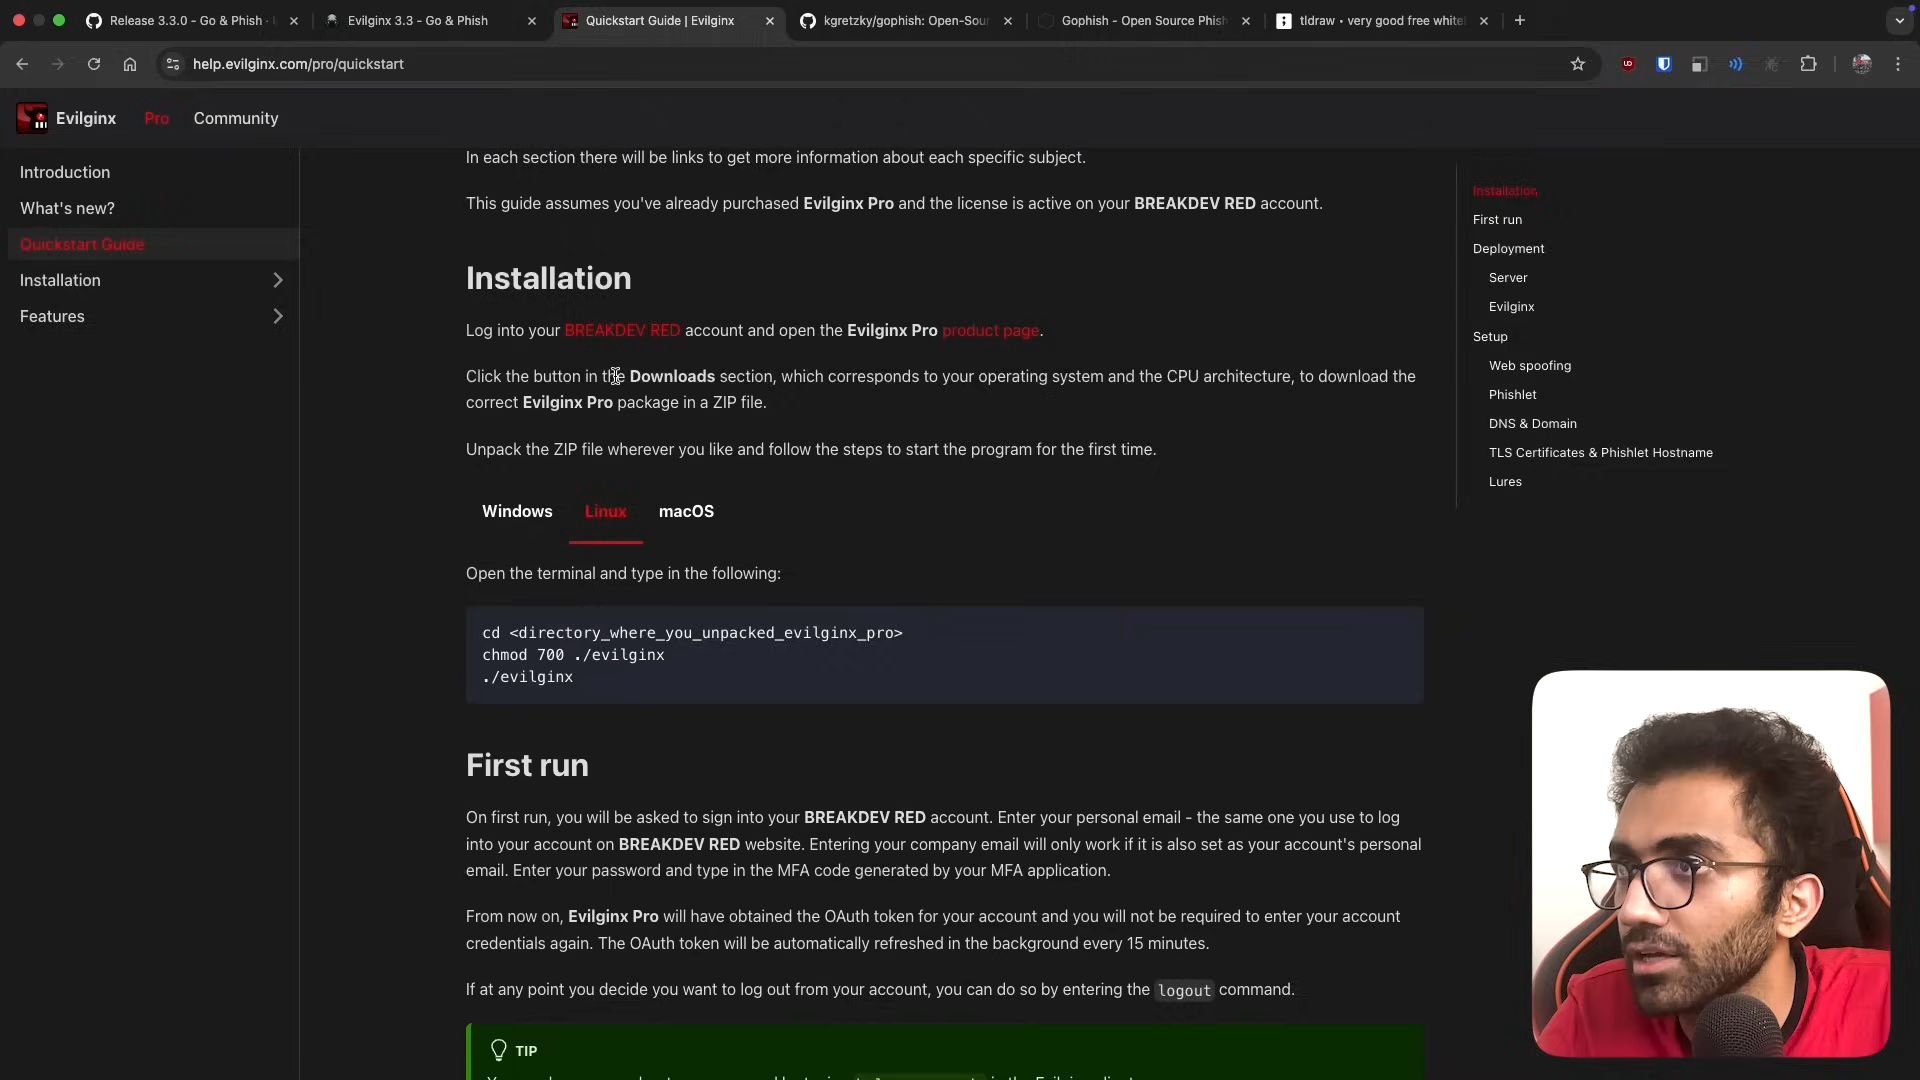 Release 3.3.0 - Go & Phish ·
Evilginx 3.3 - Go & Phish
Quickstart Guide | Evilginx
kgretzky/gophish: Open-Sou
Gophish - Open Source Phish
tldraw • very good free white
help.evilginx.com/pro/quickstart
Evilginx
Pro
Community
Introduction
What's new?
Quickstart Guide
Installation
Features
In each section there will be links to get more information about each specific subject.
This guide assumes you've already purchased Evilginx Pro and the license is active on your BREAKDEV RED account.
Installation
Log into your BREAKDEV RED account and open the Evilginx Pro product page.
Click the button in the Downloads section, which corresponds to your operating system and the CPU architecture, to download the
correct Evilginx Pro package in a ZIP file.
Unpack the ZIP file wherever you like and follow the steps to start the program for the first time.
Windows
Linux
macOS
Open the terminal and type in the following:
cd <directory_where_you_unpacked_evilginx_pro>
chmod 700 ./evilginx
./evilginx
First run
On first run, you will be asked to sign into your BREAKDEV RED account. Enter your personal email - the same one you use to log
into your account on BREAKDEV RED website. Entering your company email will only work if it is also set as your account's personal
email. Enter your password and type in the MFA code generated by your MFA application.
From now on, Evilginx Pro will have obtained the OAuth token for your account and you will not be required to enter your account
credentials again. The OAuth token will be automatically refreshed in the background every 15 minutes.
If at any point you decide you want to log out from your account, you can do so by entering the logout command.
TIP
Installation
First run
Deployment
Server
Evilginx
Setup
Web spoofing
Phishlet
DNS & Domain
TLS Certificates & Phishlet Hostname
Lures